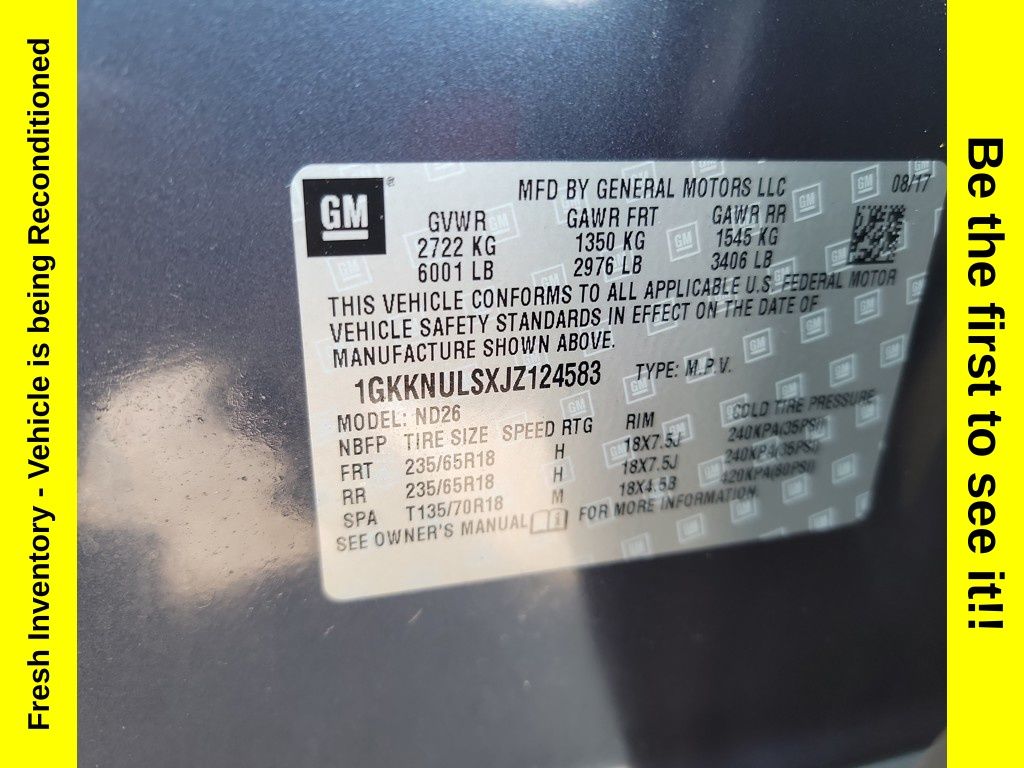 Fresh Inventory - Vehicle is being Reconditioned
GM®
MFD BY GENERAL MOTORS LLC 08/17
GVWR GAWR FRT GAWR RR
2722 KG 1350 KG 1545 KG
6001 LB 2976 LB 3406 LB
THIS VEHICLE CONFORMS TO ALL APPLICABLE U.S. FEDERAL MOTOR
VEHICLE SAFETY STANDARDS IN EFFECT ON THE DATE OF
MANUFACTURE SHOWN ABOVE.
1GKKNULSXJZ124583 TYPE: M.P.V.
MODEL: ND26
NBFP TIRE SIZE SPEED RTG RIM COLD TIRE PRESSURE
FRT 235/65R18 H 18X7.5J 240KPA(35PSI)
RR 235/65R18 H 18X7.5J 240KPA(35PSI)
SPA T135/70R18 M 18X4.5B 420KPA(60PSI)
SEE OWNER'S MANUAL FOR MORE INFORMATION.
Be the first to see it!!